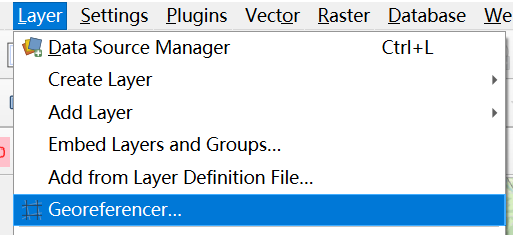 Layer Settings Plugins Vector Raster Database We
Data Source Manager Ctrl+L
Create Layer
Add Layer
Embed Layers and Groups...
Add from Layer Definition File...
Georeferencer...